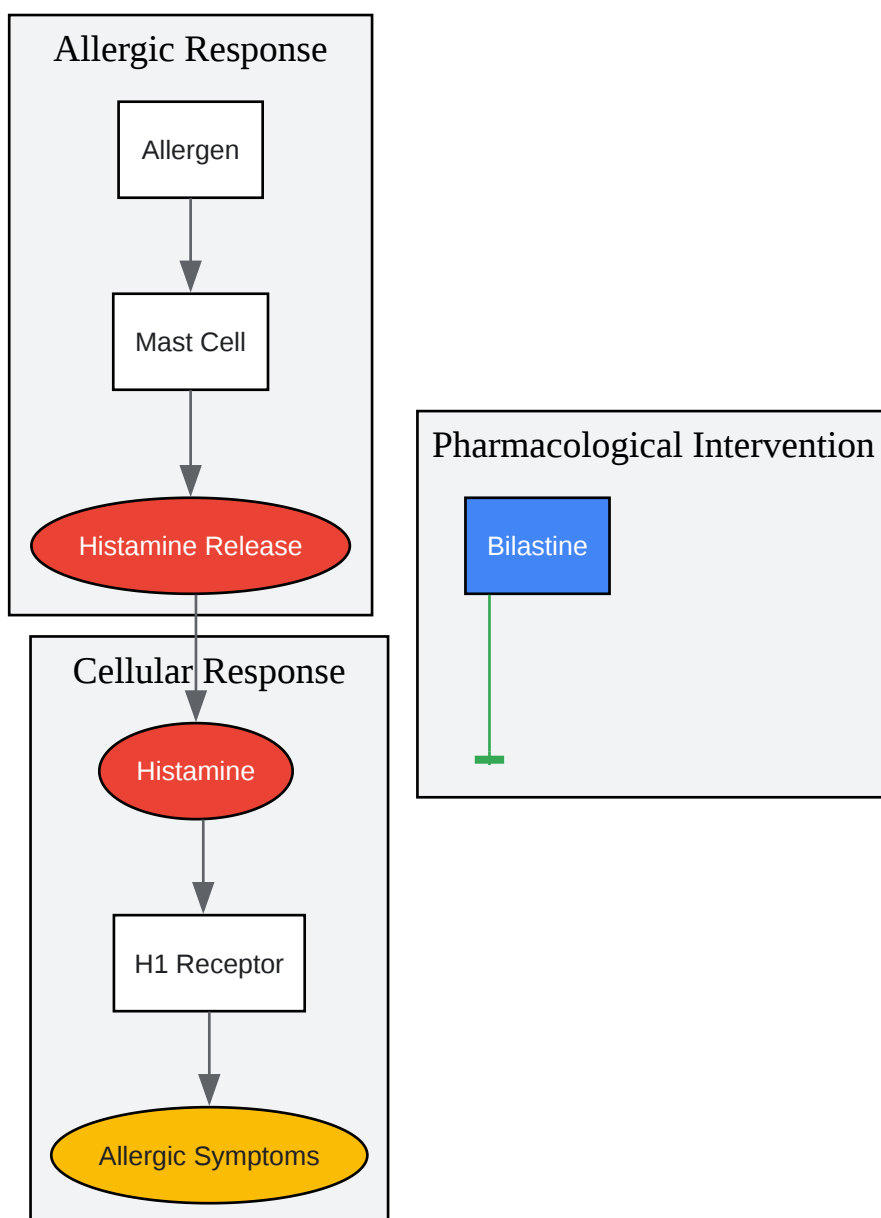 Allergic Response
Allergen
Mast Cell
Histamine Release
Pharmacological Intervention
Bilastine
Cellular Response
Histamine
H1 Receptor
Allergic Symptoms